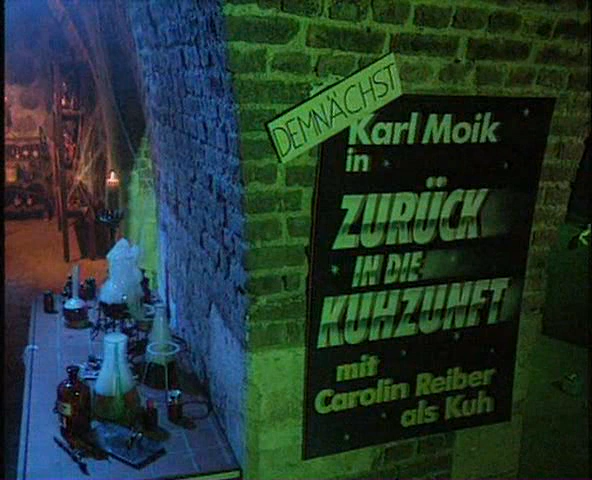 DEMNÄCHST
Karl Moik
in
ZURÜCK
IN DIE
KUHZUNFT
mit
Carolin Reiber
als Kuh